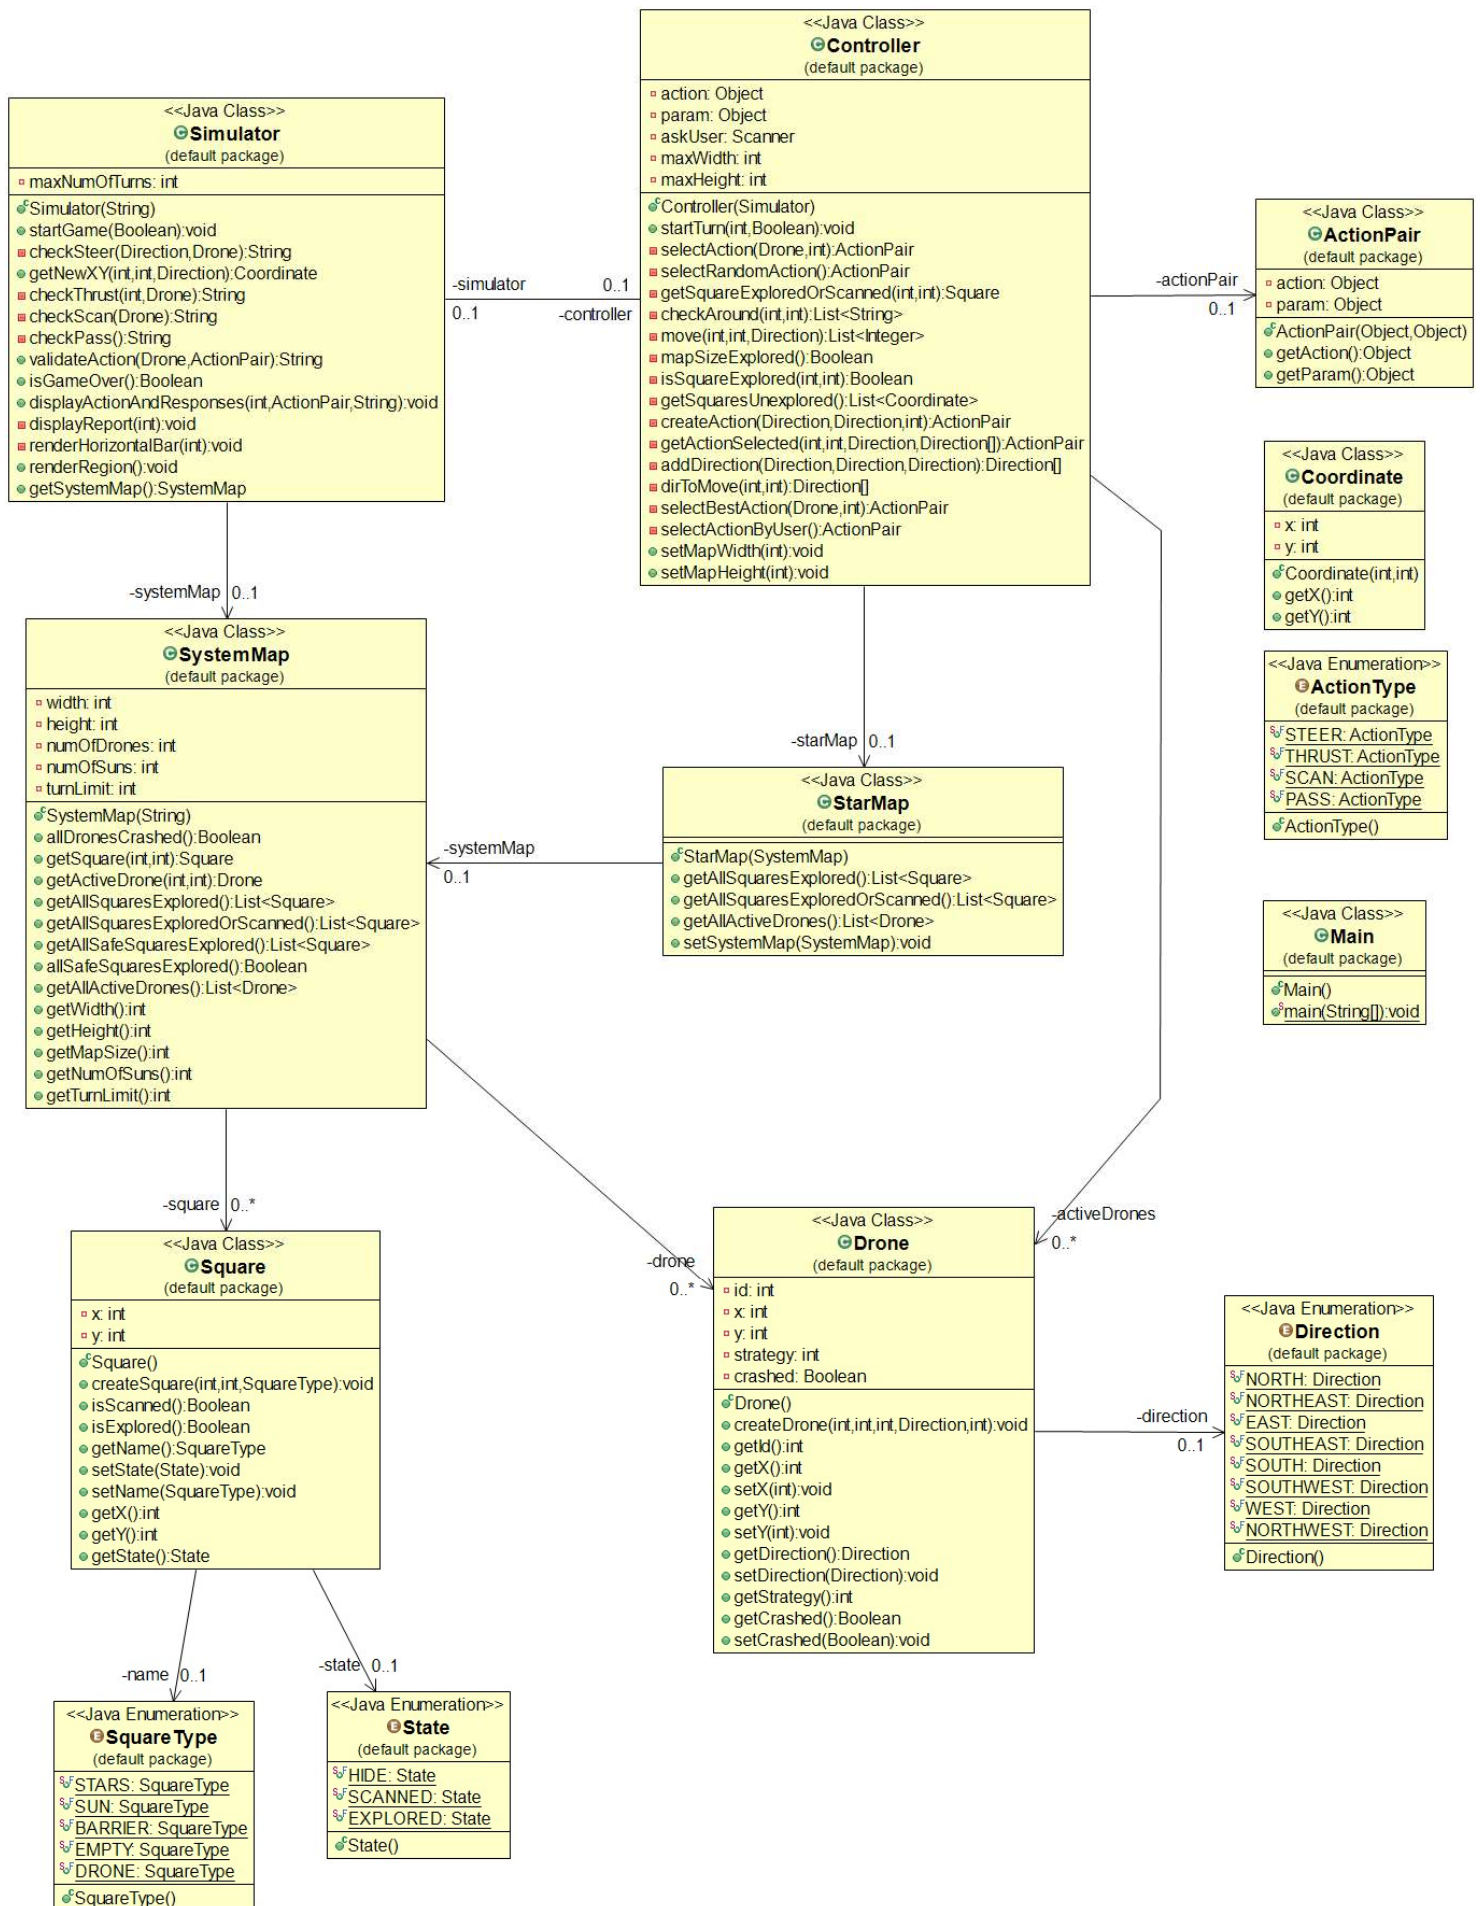 <<Java Class>>
Controller
(default package)
action: Object
param: Object
askUser: Scanner
maxWidth: int
maxHeight: int
Controller(Simulator)
startTurn(int,Boolean):void
selectAction(Drone,int):ActionPair
selectRandomAction():ActionPair
getSquareExploredOrScanned(int,int):Square
checkAround(int,int):List<String>
move(int,int,Direction):List<Integer>
mapSizeExplored():Boolean
isSquareExplored(int,int):Boolean
getSquaresUnexplored():List<Coordinate>
createAction(Direction,Direction,int):ActionPair
getActionSelected(int,int,Direction,Direction[]):ActionPair
addDirection(Direction,Direction,Direction):Direction[]
dirToMove(int,int):Direction[]
selectBestAction(Drone,int):ActionPair
selectActionByUser():ActionPair
setMapWidth(int):void
setMapHeight(int):void
<<Java Class>>
Simulator
(default package)
maxNumOfTurns: int
Simulator(String)
startGame(Boolean):void
checkSteer(Direction,Drone):String
getNewXY(int,int,Direction):Coordinate
checkThrust(int,Drone):String
checkScan(Drone):String
checkPass():String
validateAction(Drone,ActionPair):String
isGameOver():Boolean
displayActionAndResponses(int,ActionPair,String):void
displayReport(int):void
renderHorizontalBar(int):void
renderRegion():void
getSystemMap():SystemMap
-simulator
0..1
0..1
-controller
-actionPair
0..1
<<Java Class>>
ActionPair
(default package)
action: Object
param: Object
ActionPair(Object,Object)
getAction():Object
getParam():Object
<<Java Class>>
Coordinate
(default package)
x: int
y: int
Coordinate(int,int)
getX():int
getY():int
-systemMap
0..1
<<Java Class>>
SystemMap
(default package)
width: int
height: int
numOfDrones: int
numOfSuns: int
turnLimit: int
SystemMap(String)
allDronesCrashed():Boolean
getSquare(int,int):Square
getActiveDrone(int,int):Drone
getAllSquaresExplored():List<Square>
getAllSquaresExploredOrScanned():List<Square>
getAllSafeSquaresExplored():List<Square>
allSafeSquaresExplored():Boolean
getAllActiveDrones():List<Drone>
getWidth():int
getHeight():int
getMapSize():int
getNumOfSuns():int
getTurnLimit():int
<<Java Enumeration>>
ActionType
(default package)
STEER: ActionType
THRUST: ActionType
SCAN: ActionType
PASS: ActionType
ActionType()
-starMap
0..1
<<Java Class>>
StarMap
(default package)
StarMap(SystemMap)
getAllSquaresExplored():List<Square>
getAllSquaresExploredOrScanned():List<Square>
getAllActiveDrones():List<Drone>
setSystemMap(SystemMap):void
-systemMap
0..1
<<Java Class>>
Main
(default package)
Main()
main(String[]):void
-square
0..*
<<Java Class>>
Square
(default package)
x: int
y: int
Square()
createSquare(int,int,SquareType):void
isScanned():Boolean
isExplored():Boolean
getName():SquareType
setState(State):void
setName(SquareType):void
getX():int
getY():int
getState():State
-drone
0..*
-activeDrones
0..*
<<Java Class>>
Drone
(default package)
id: int
x: int
y: int
strategy: int
crashed: Boolean
Drone()
createDrone(int,int,int,Direction,int):void
getId():int
getX():int
setX(int):void
getY():int
setY(int):void
getDirection():Direction
setDirection(Direction):void
getStrategy():int
getCrashed():Boolean
setCrashed(Boolean):void
-direction
0..1
<<Java Enumeration>>
Direction
(default package)
NORTH: Direction
NORTHEAST: Direction
EAST: Direction
SOUTHEAST: Direction
SOUTH: Direction
SOUTHWEST: Direction
WEST: Direction
NORTHWEST: Direction
Direction()
-name
0..1
-state
0..1
<<Java Enumeration>>
SquareType
(default package)
STARS: SquareType
SUN: SquareType
BARRIER: SquareType
EMPTY: SquareType
DRONE: SquareType
SquareType()
<<Java Enumeration>>
State
(default package)
HIDE: State
SCANNED: State
EXPLORED: State
State()